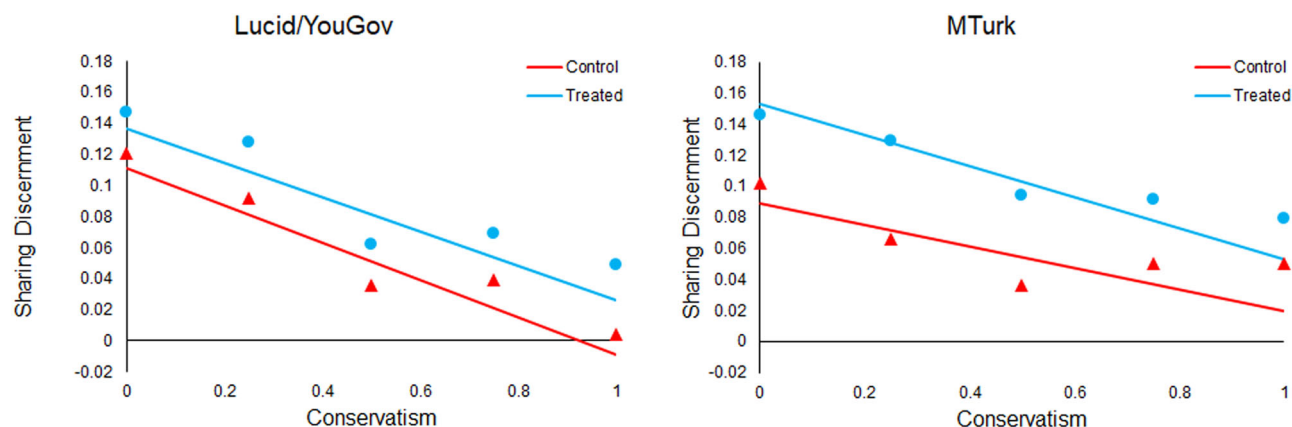 Lucid/YouGov
Sharing Discernment
0.18
0.16
0.14
0.12
0.1
0.08
0.06
0.04
0.02
0
-0.02
Control
Treated
0 0.2 0.4 0.6 0.8 1
Conservatism
MTurk
Sharing Discernment
0.18
0.16
0.14
0.12
0.1
0.08
0.06
0.04
0.02
0
-0.02
Control
Treated
0 0.2 0.4 0.6 0.8 1
Conservatism